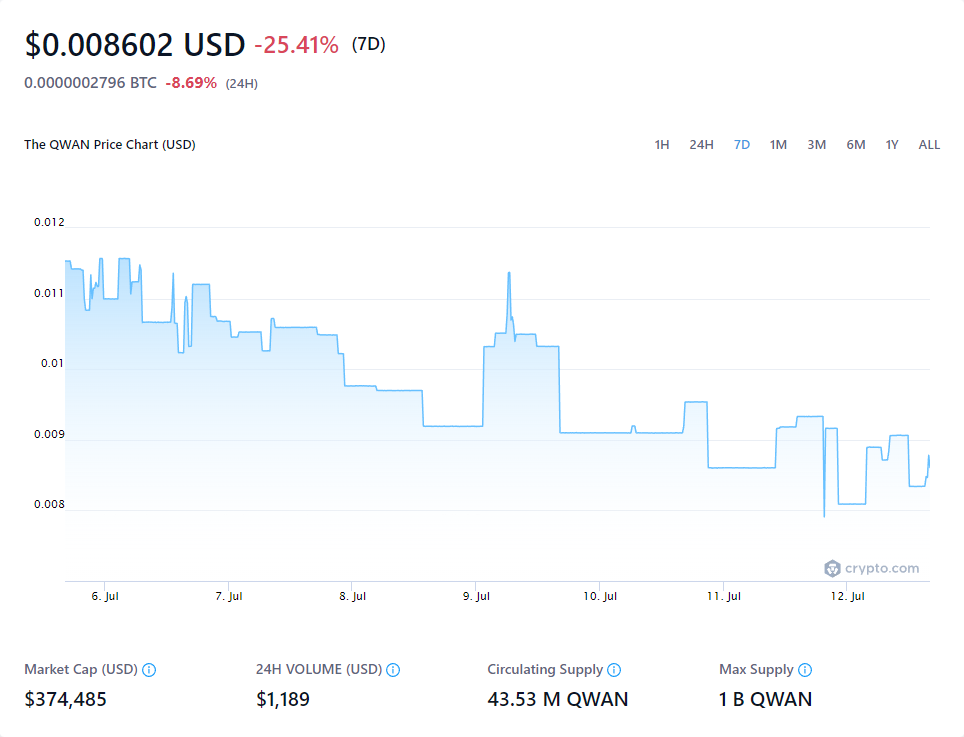 $0.008602 USD -25.41% (7D)
0.0000002796 BTC -8.69% (24H)
The QWAN Price Chart (USD) 1H 24H 7D 1M 3M 6M 1Y ALL
0.012
0.011
0.01
0.009
0.008
crypto.com
6. Jul 7. Jul 8. Jul 9. Jul 10. Jul 11. Jul 12. Jul
Market Cap (USD) 24H VOLUME (USD) Circulating Supply Max Supply
$374,485 $1,189 43.53 M QWAN 1 B QWAN